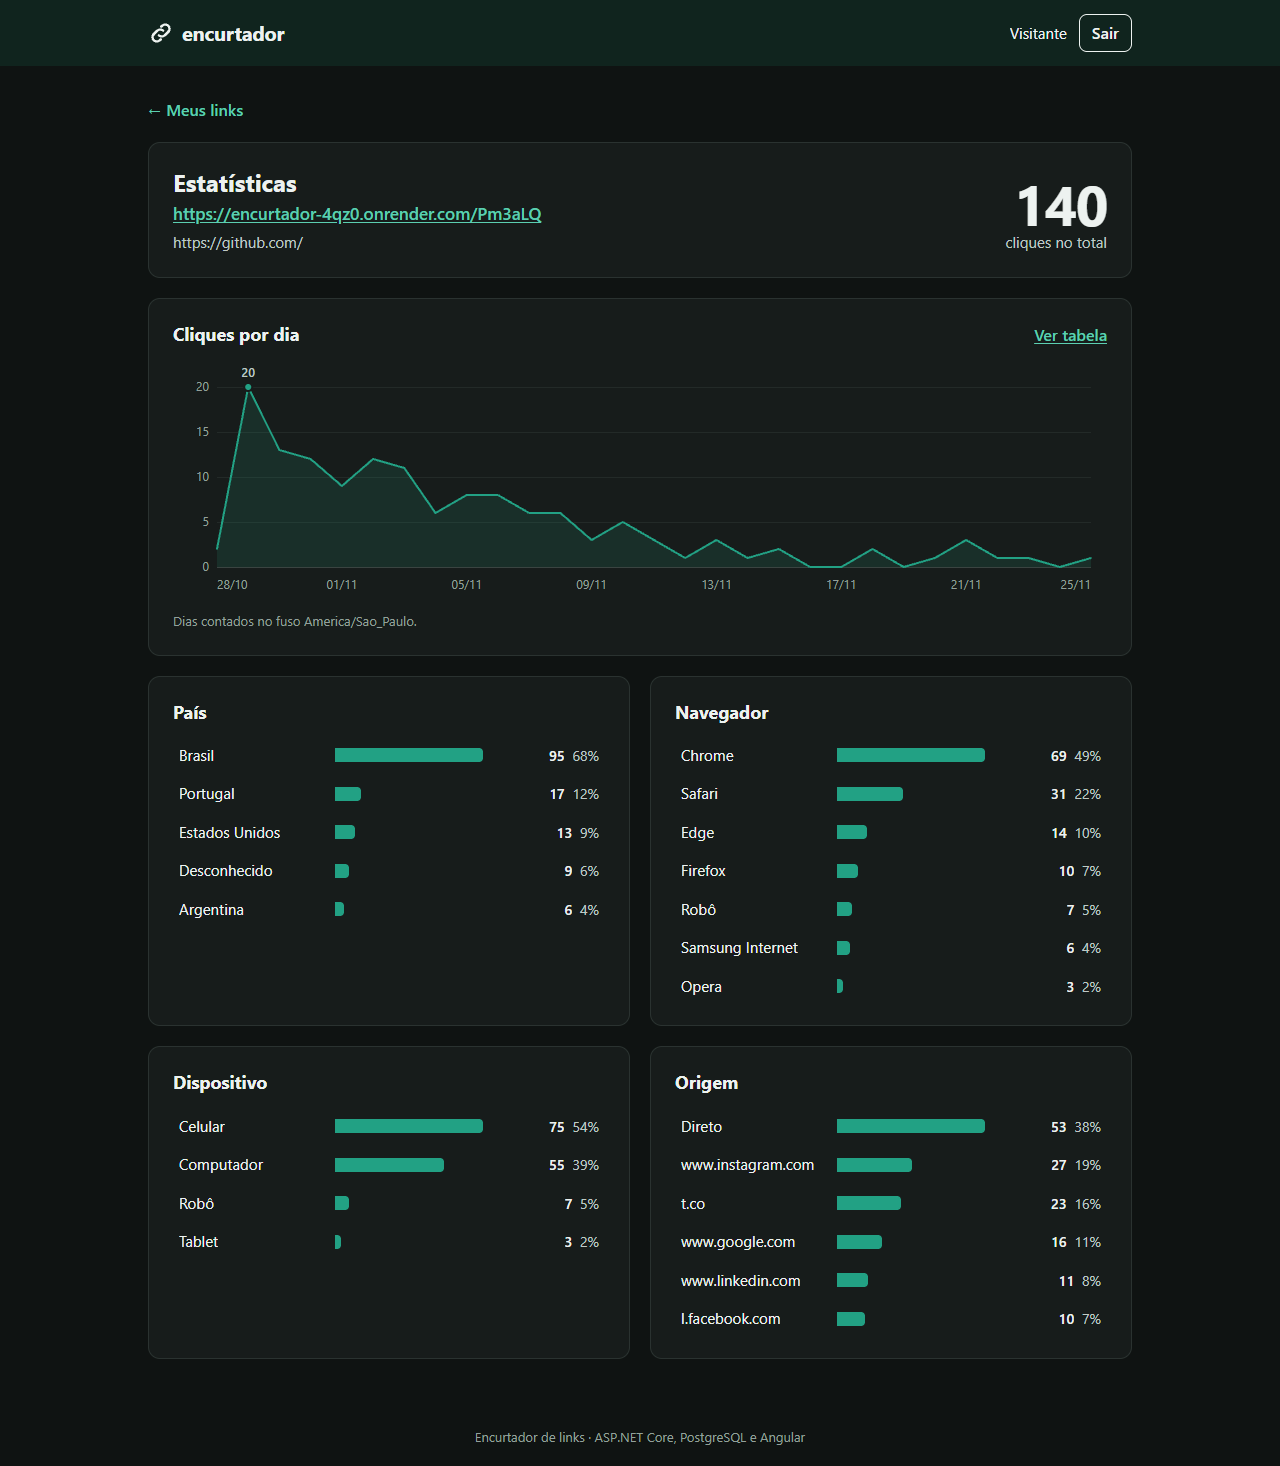 encurtador
Visitante
Sair
← Meus links
Estatísticas
https://encurtador-4qz0.onrender.com/Pm3aLQ
https://github.com/
140
cliques no total
Cliques por dia
Ver tabela
20
20
15
10
5
0
28/10 01/11 05/11 09/11 13/11 17/11 21/11 25/11
Dias contados no fuso America/Sao_Paulo.
País
Brasil 95 68%
Portugal 17 12%
Estados Unidos 13 9%
Desconhecido 9 6%
Argentina 6 4%
Navegador
Chrome 69 49%
Safari 31 22%
Edge 14 10%
Firefox 10 7%
Robô 7 5%
Samsung Internet 6 4%
Opera 3 2%
Dispositivo
Celular 75 54%
Computador 55 39%
Robô 7 5%
Tablet 3 2%
Origem
Direto 53 38%
www.instagram.com 27 19%
t.co 23 16%
www.google.com 16 11%
www.linkedin.com 11 8%
l.facebook.com 10 7%
Encurtador de links · ASP.NET Core, PostgreSQL e Angular